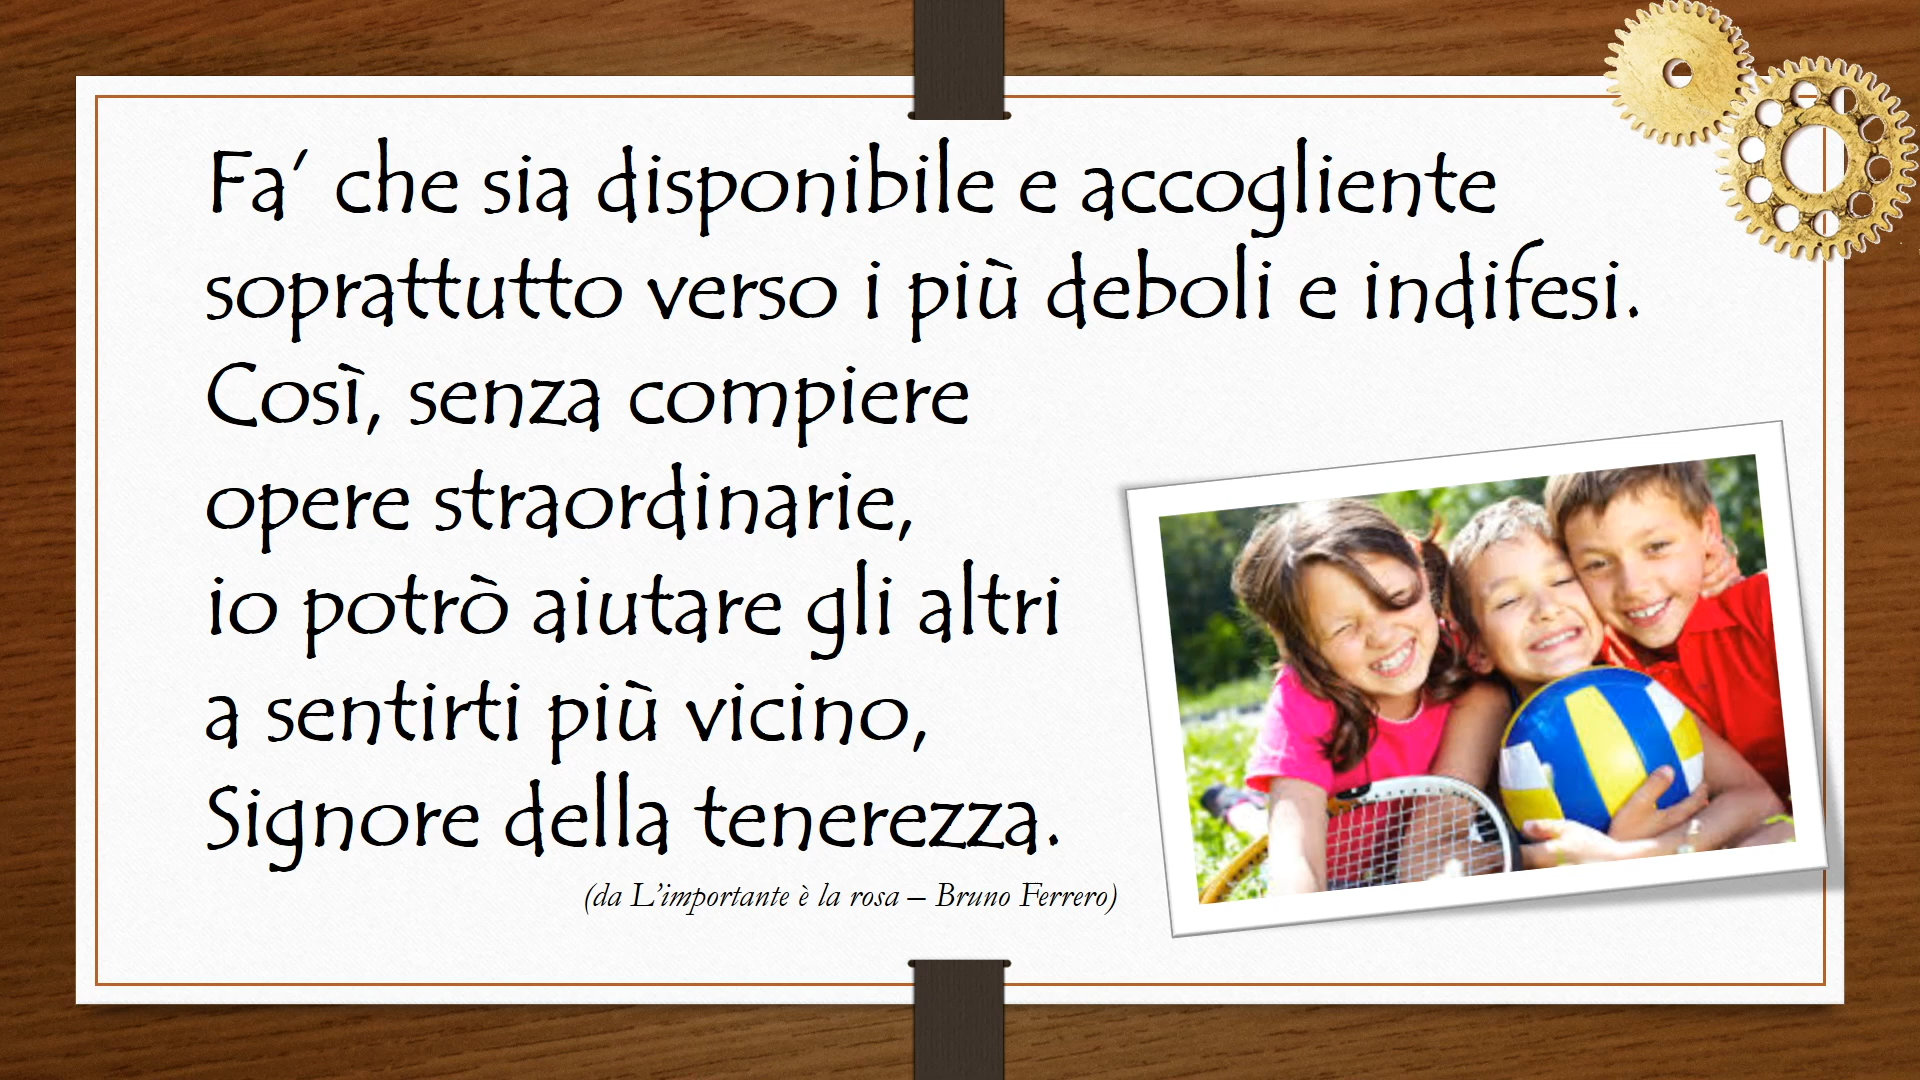 Fa’ che sia disponibile e accogliente
soprattutto verso i più deboli e indifesi.
Così, senza compiere
opere straordinarie,
io potrò aiutare gli altri
a sentirti più vicino,
Signore della tenerezza.
(da L’importante è la rosa – Bruno Ferrero)